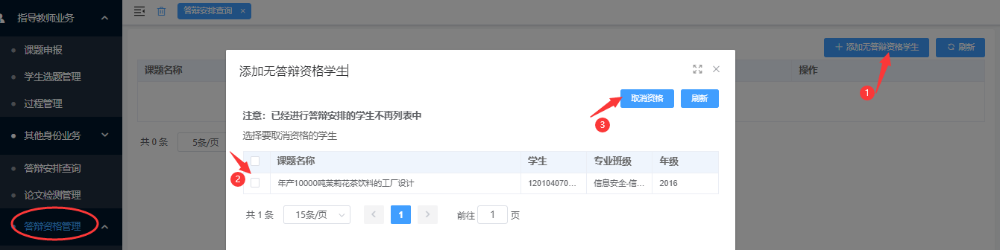 指导教师业务
课题申报
学生选题管理
过程管理
其他身份业务
答辩安排查询
论文检测管理
答辩资格管理
答辩安排查询 ×
+ 添加无答辩资格学生 刷新
课题名称 操作
共 0 条 5条/页
1
添加无答辩资格学生
取消资格 刷新
3
注意：已经进行答辩安排的学生不再列表中
选择要取消资格的学生
课题名称 学生 专业班级 年级
2
年产10000吨茉莉花茶饮料的工厂设计 120104070... 信息安全-信... 2016
共 1 条 15条/页 < 1 > 前往 1 页